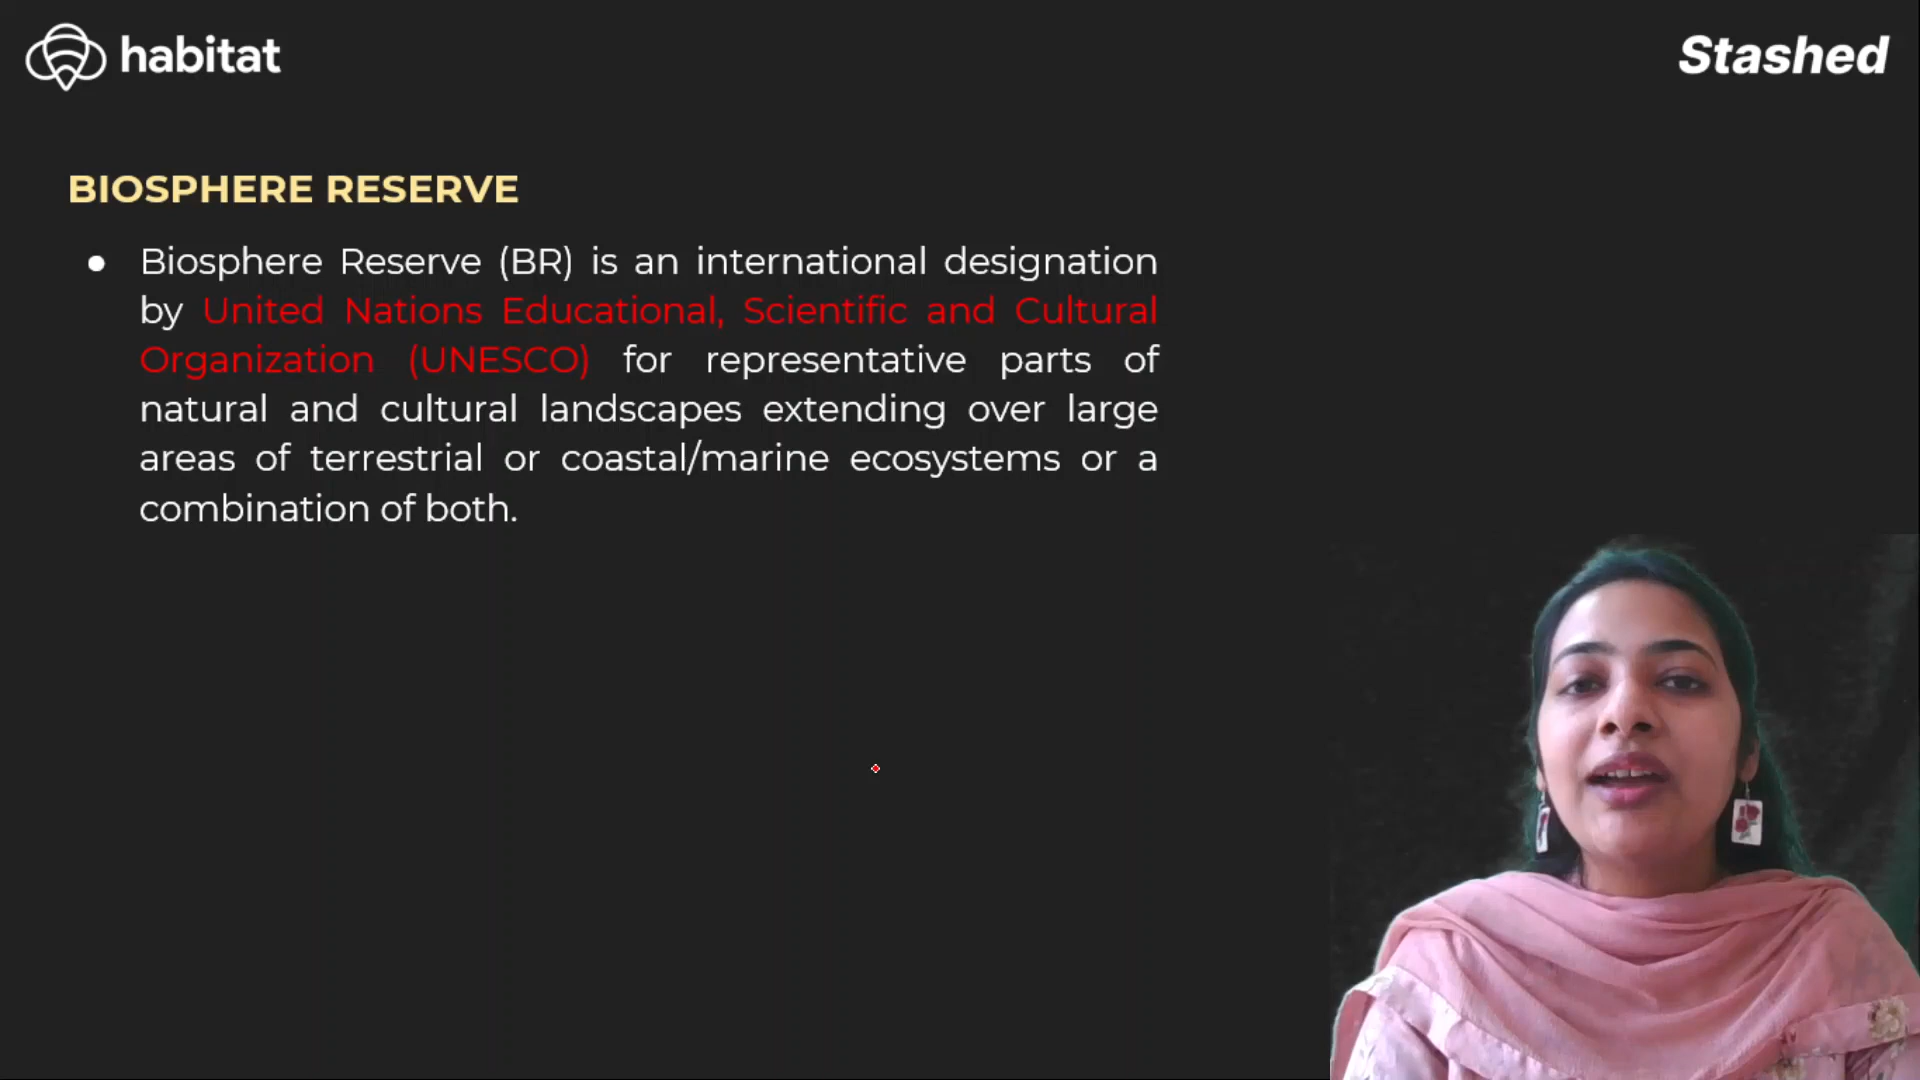 habitat
Stashed
BIOSPHERE RESERVE
● Biosphere Reserve (BR) is an international designation
by United Nations Educational, Scientific and Cultural
Organization (UNESCO) for representative parts of
natural and cultural landscapes extending over large
areas of terrestrial or coastal/marine ecosystems or a
combination of both.